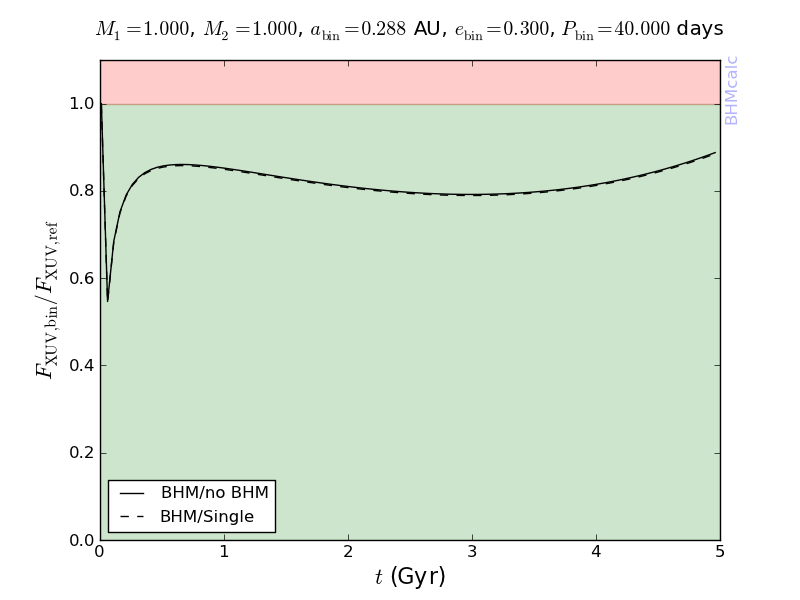 M₁ =1.000, M₂ =1.000, a_bin =0.288 AU, e_bin =0.300, P_bin =40.000 days
BHMcalc
1.0
0.8
0.6
0.4
0.2
0.0
F_XUV,bin/F_XUV,ref
BHM/no BHM
BHM/Single
0 1 2 3 4 5
t (Gyr)